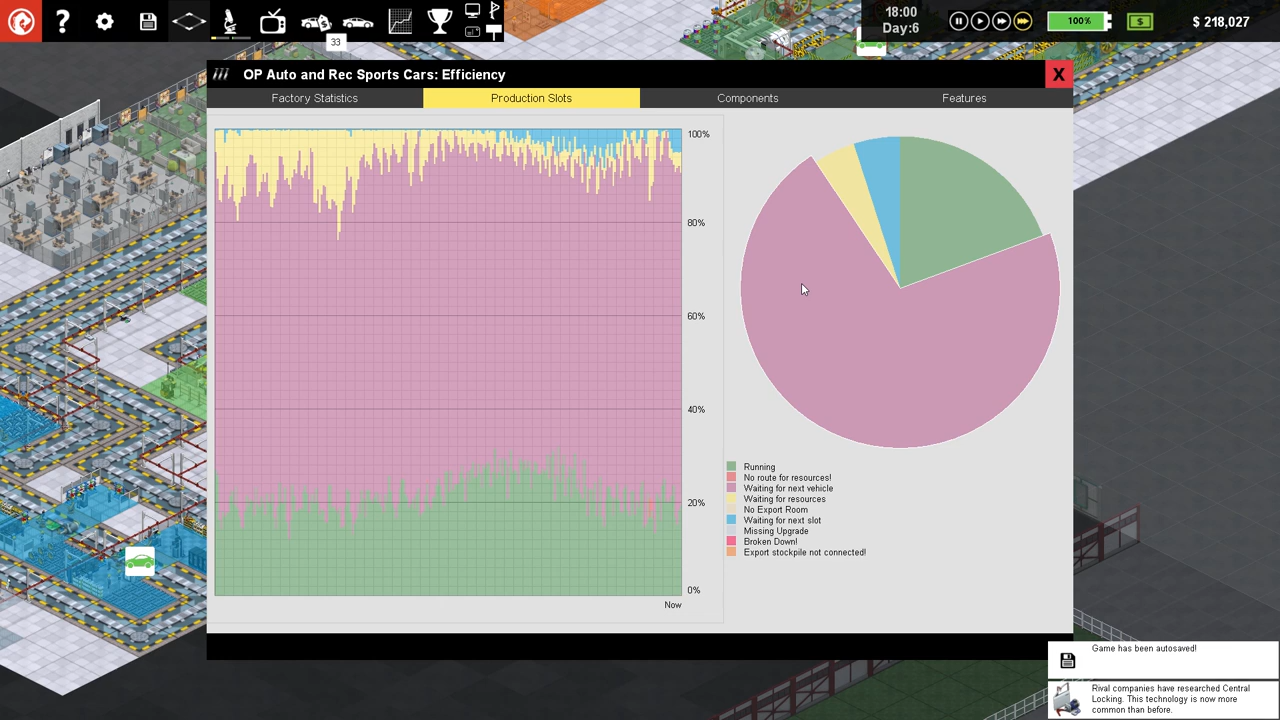 33
18:00
Day:6
100%
$
$ 218,027
OP Auto and Rec Sports Cars: Efficiency
X
Factory Statistics
Production Slots
Components
Features
100%
80%
60%
40%
20%
0%
Now
Running
No route for resources!
Waiting for next vehicle
Waiting for resources
No Export Room
Waiting for next slot
Missing Upgrade
Broken Down!
Export stockpile not connected!
Game has been autosaved!
Rival companies have researched Central
Locking. This technology is now more
common than before.